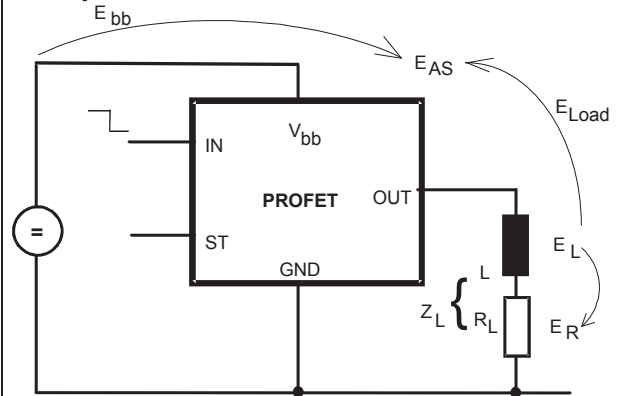 E bb
E AS
E Load
IN
V bb
PROFET
OUT
=
ST
GND
L
E L
Z L { R L
E R